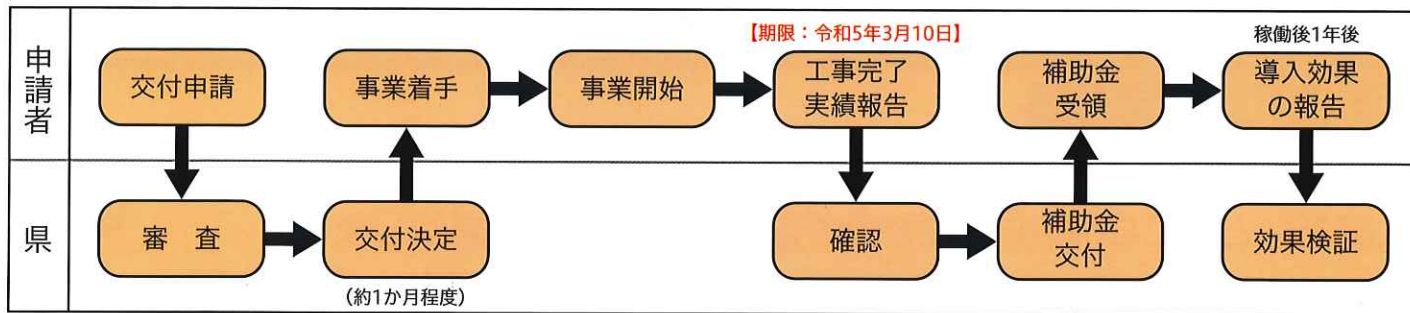 申請者
交付申請
事業着手
事業開始
【期限：令和5年3月10日】
工事完了
実績報告
補助金
受領
稼働後1年後
導入効果
の報告
県
審　査
交付決定
（約1か月程度）
確認
補助金
交付
効果検証